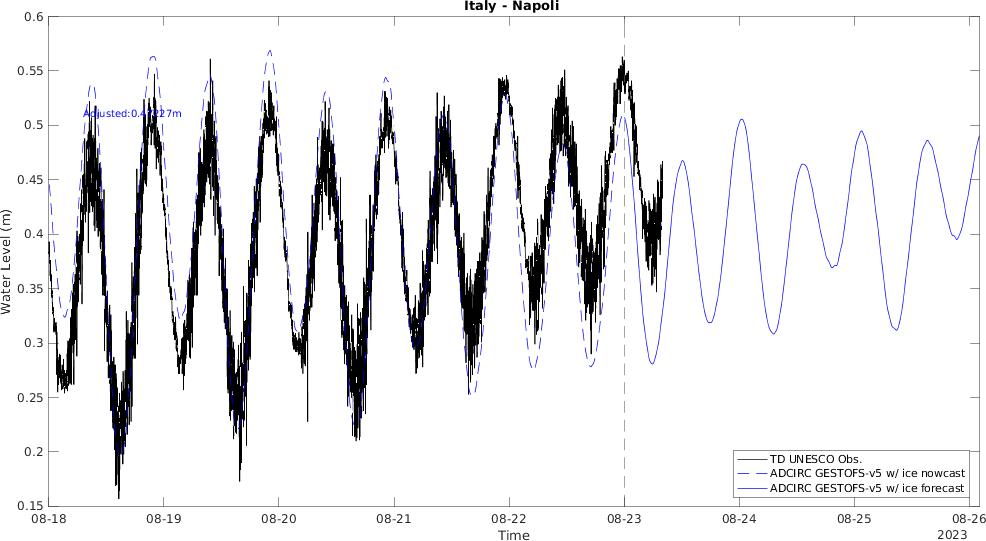 Italy - Napoli
0.6
0.55
0.5
0.45
0.4
0.35
0.3
0.25
0.2
0.15
Water Level (m)
TD UNESCO Obs.
ADCIRC GESTOFS-v5 w/ ice nowcast
ADCIRC GESTOFS-v5 w/ ice forecast
08-18 08-19 08-20 08-21 08-22 08-23 08-24 08-25 08-26
Time
2023